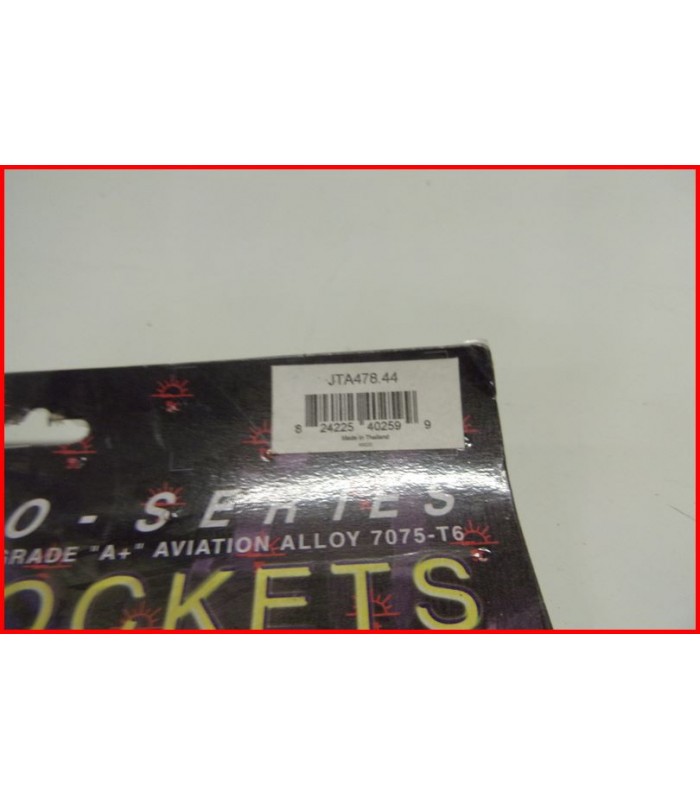 JTA478.44
8 24225 40259 9
Made in Thailand
O - SERIES
GRADE "A+" AVIATION ALLOY 7075-T6
OCKETS